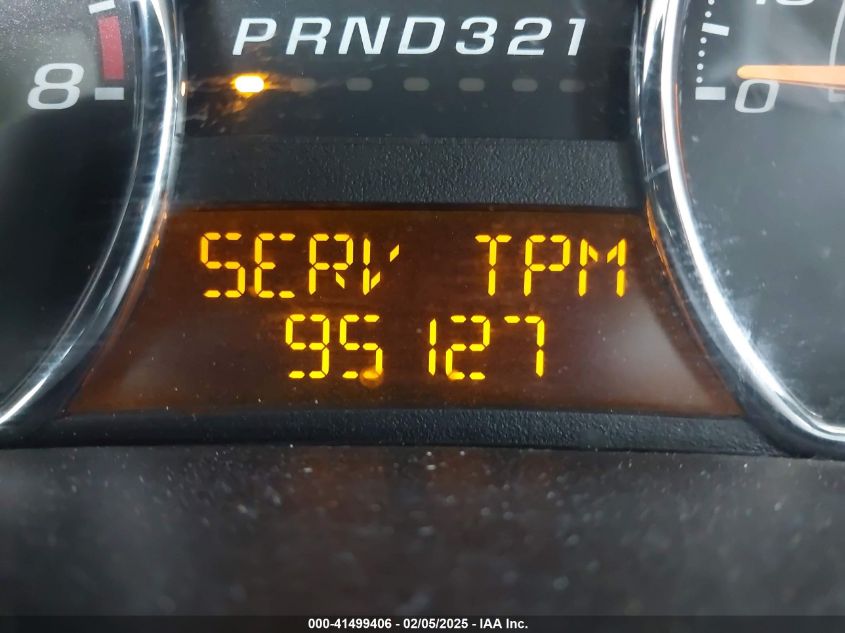 PRND321
8
0
SERV TPM
95127
000-41499406 - 02/05/2025 - IAA Inc.